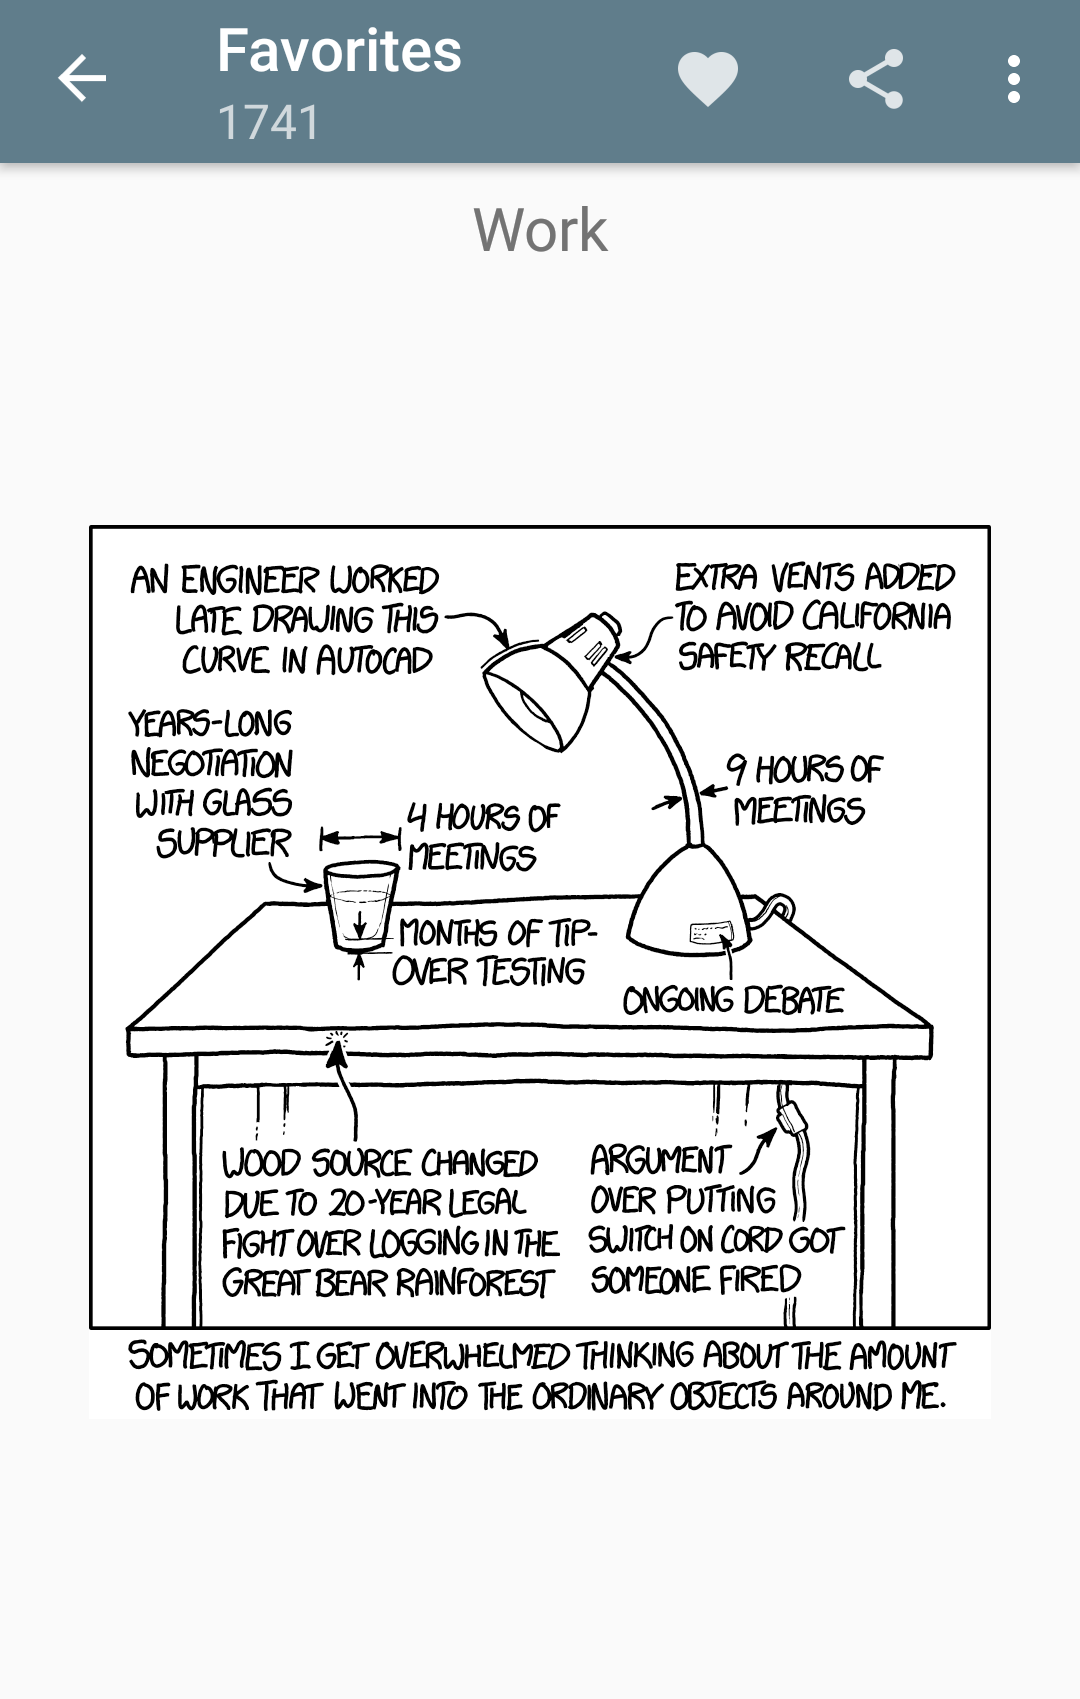 Favorites
1741
Work
AN ENGINEER WORKED
LATE DRAWING THIS
CURVE IN AUTOCAD
EXTRA VENTS ADDED
TO AVOID CALIFORNIA
SAFETY RECALL
YEARS-LONG
NEGOTIATION
WITH GLASS
SUPPLIER
9 HOURS OF
MEETINGS
4 HOURS OF
MEETINGS
MONTHS OF TIP-
OVER TESTING
ONGOING DEBATE
WOOD SOURCE CHANGED
DUE TO 20-YEAR LEGAL
FIGHT OVER LOGGING IN THE
GREAT BEAR RAINFOREST
ARGUMENT
OVER PUTTING
SWITCH ON CORD GOT
SOMEONE FIRED
SOMETIMES I GET OVERWHELMED THINKING ABOUT THE AMOUNT
OF WORK THAT WENT INTO THE ORDINARY OBJECTS AROUND ME.